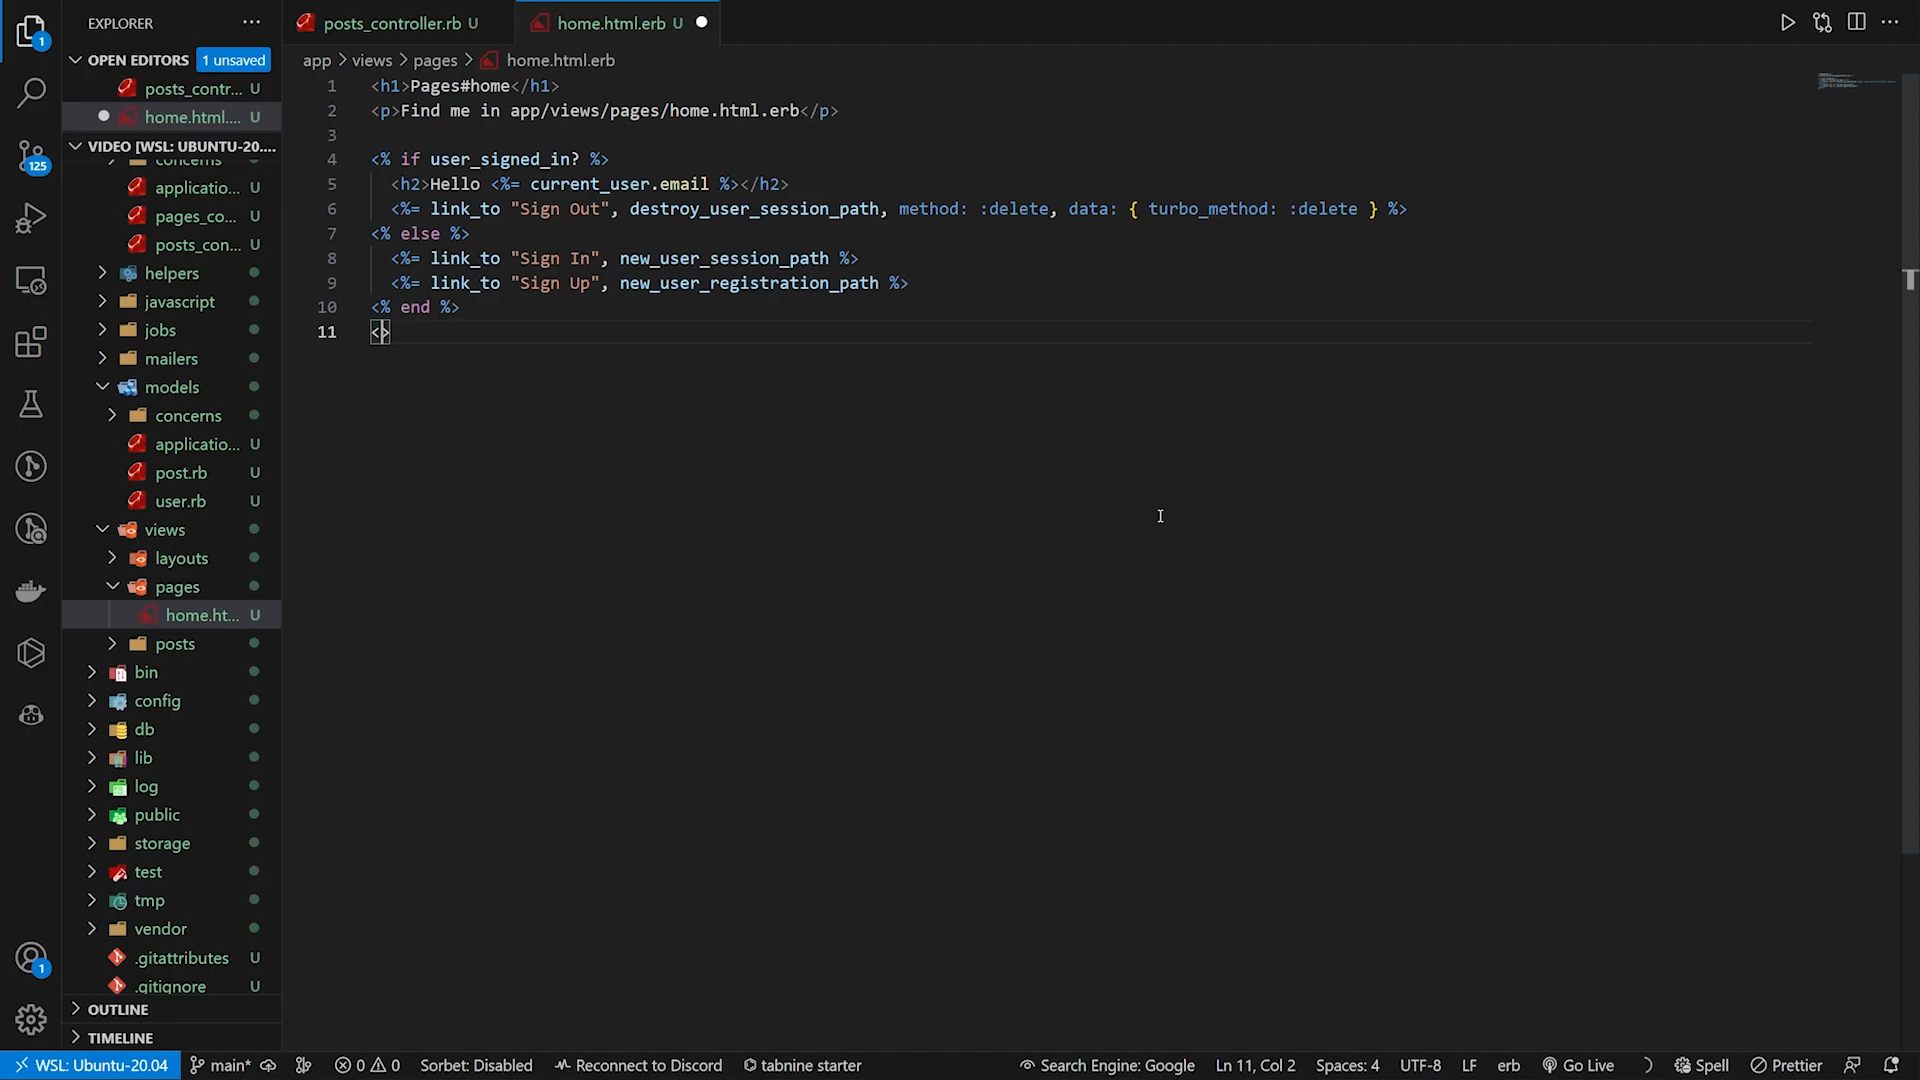 EXPLORER
OPEN EDITORS 1 unsaved
posts_contr... U
home.html.... U
VIDEO [WSL: UBUNTU-20....
concerns
applicatio... U
pages_co... U
posts_con... U
helpers
javascript
jobs
mailers
models
concerns
applicatio... U
post.rb U
user.rb U
views
layouts
pages
home.ht... U
posts
bin
config
db
lib
log
public
storage
test
tmp
vendor
.gitattributes U
.gitignore U
OUTLINE
TIMELINE
1
125
1
posts_controller.rb U
home.html.erb U
app > views > pages > home.html.erb
1 <h1>Pages#home</h1>
2 <p>Find me in app/views/pages/home.html.erb</p>
3
4 <% if user_signed_in? %>
5 <h2>Hello <%= current_user.email %></h2>
6 <%= link_to "Sign Out", destroy_user_session_path, method: :delete, data: { turbo_method: :delete } %>
7 <% else %>
8 <%= link_to "Sign In", new_user_session_path %>
9 <%= link_to "Sign Up", new_user_registration_path %>
10 <% end %>
11 <>
WSL: Ubuntu-20.04 main* 0 0 Sorbet: Disabled Reconnect to Discord tabnine starter Search Engine: Google Ln 11, Col 2 Spaces: 4 UTF-8 LF erb Go Live Spell Prettier